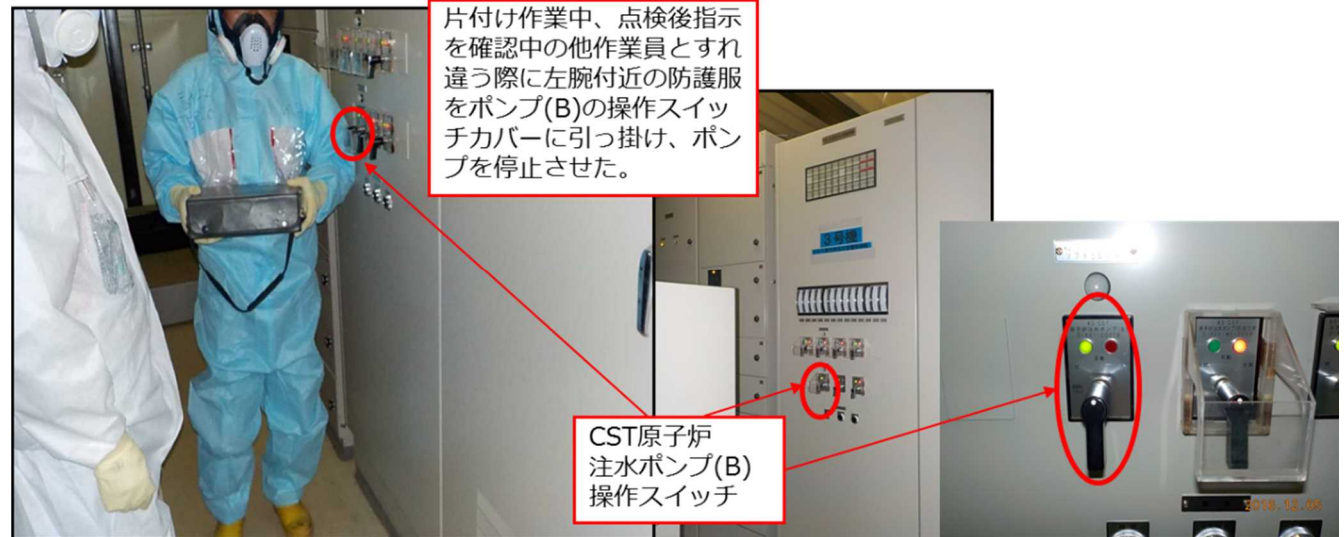 片付け作業中、点検後指示
を確認中の他作業員とすれ
違う際に左腕付近の防護服
をポンプ(B)の操作スイッ
チカバーに引っ掛け、ポン
プを停止させた。
3号機
CST原子炉
注水ポンプ(B)
操作スイッチ